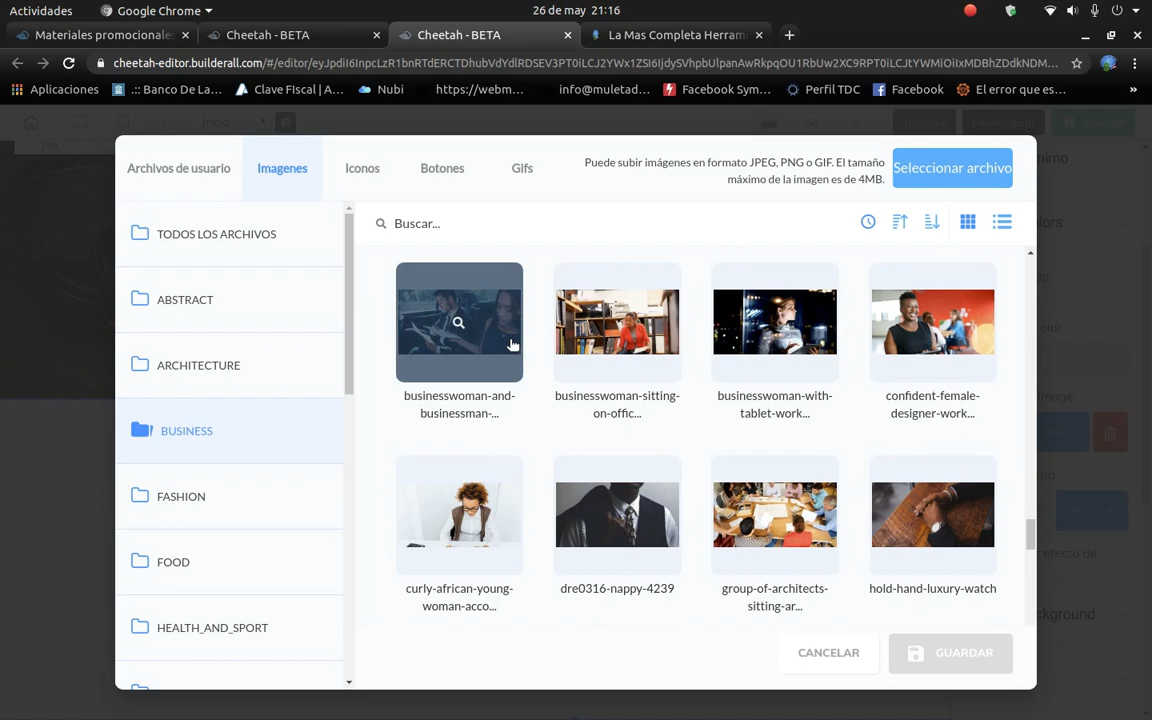 Actividades
Google Chrome
26 de may 21:16
Materiales promocionale
Cheetah - BETA
Cheetah - BETA
La Mas Completa Herrami
cheetah-editor.builderall.com
Aplicaciones
.:: Banco De La...
Clave FIscal | A...
Nubi
https://webm...
info@muletad...
Facebook Sym...
Perfil TDC
Facebook
El error que es...
»
Inicio
Archivos de usuario
Imagenes
Iconos
Botones
Gifs
Puede subir imágenes en formato JPEG, PNG o GIF. El tamaño
máximo de la imagen es de 4MB.
Seleccionar archivo
TODOS LOS ARCHIVOS
ABSTRACT
ARCHITECTURE
BUSINESS
FASHION
FOOD
HEALTH_AND_SPORT
Buscar...
businesswoman-and-
businessman-...
businesswoman-sitting-
on-offic...
businesswoman-with-
tablet-work...
confident-female-
designer-work...
curly-african-young-
woman-acco...
dre0316-nappy-4239
group-of-architects-
sitting-ar...
hold-hand-luxury-watch
CANCELAR
GUARDAR